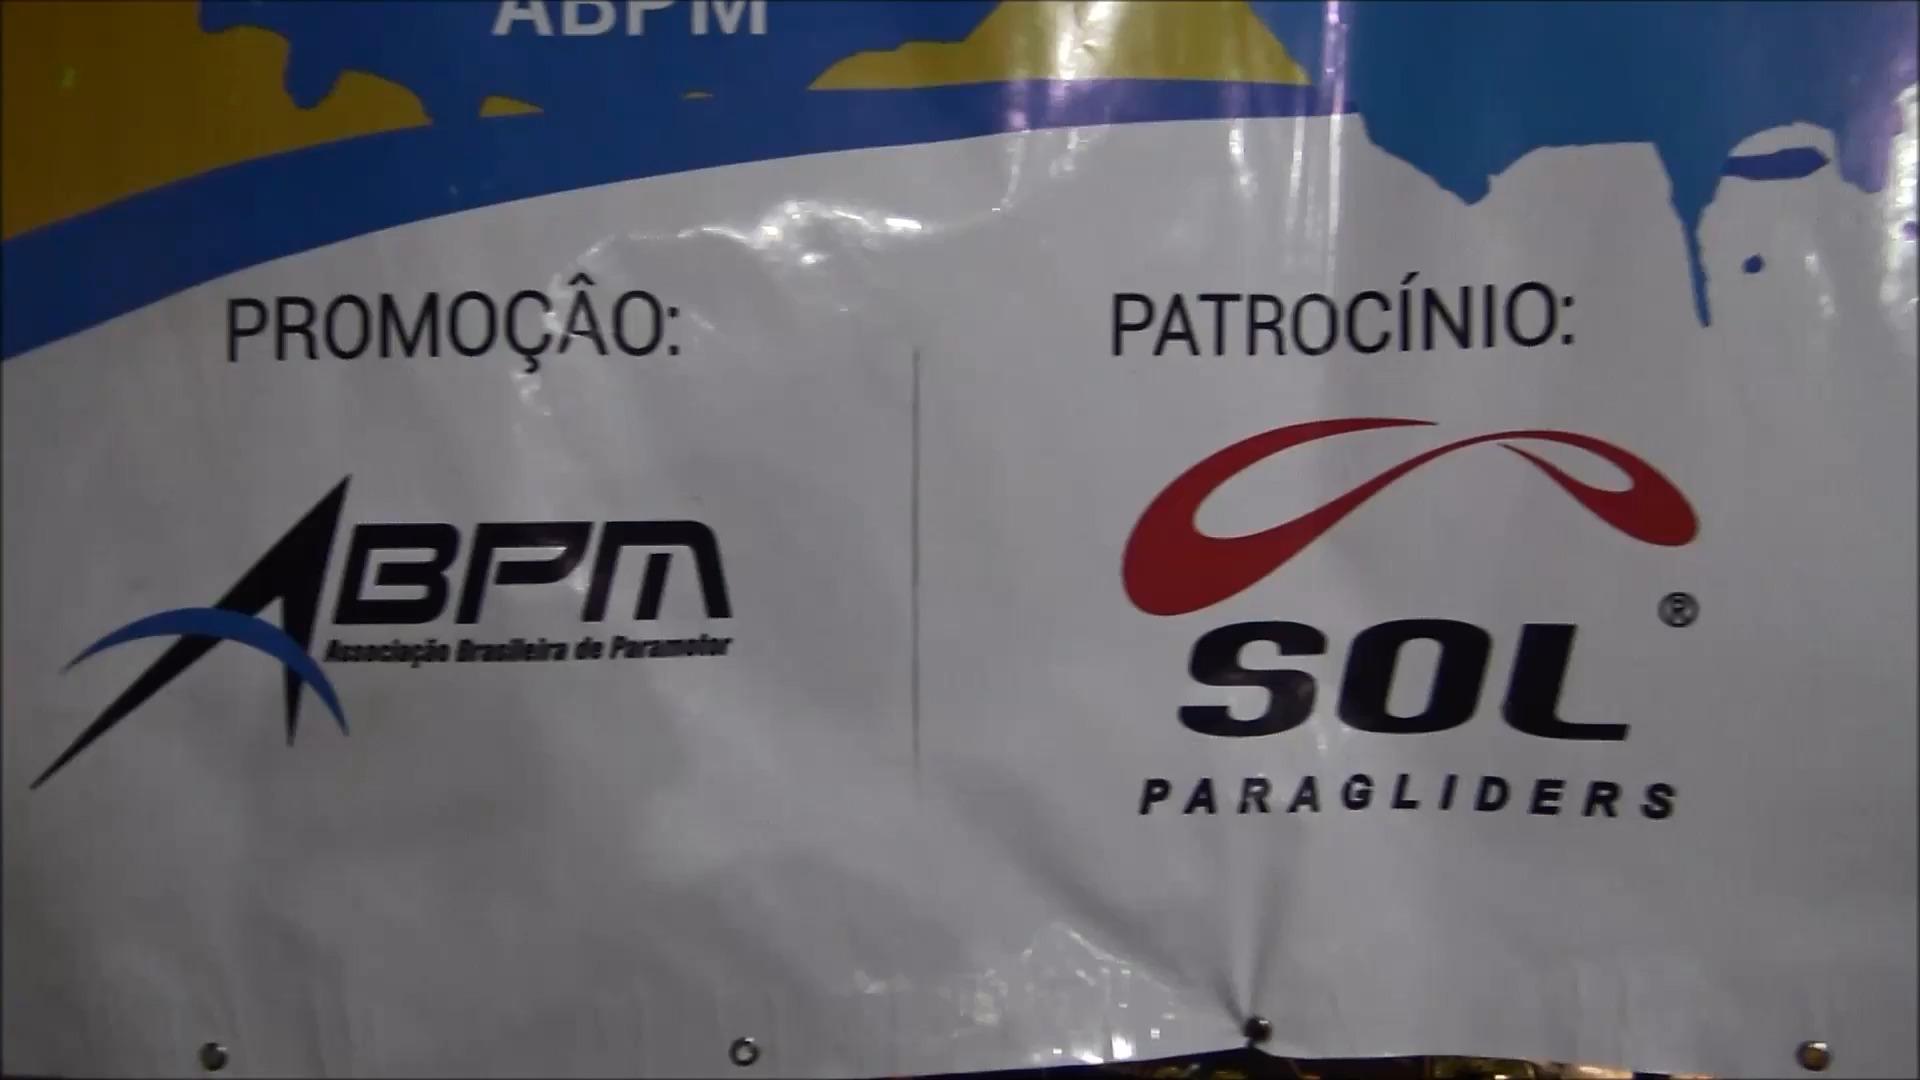 ABPM
PROMOÇÂO:
PATROCÍNIO:
ABPM
Associação Brasileira de Paramotor
SOL®
PARAGLIDERS